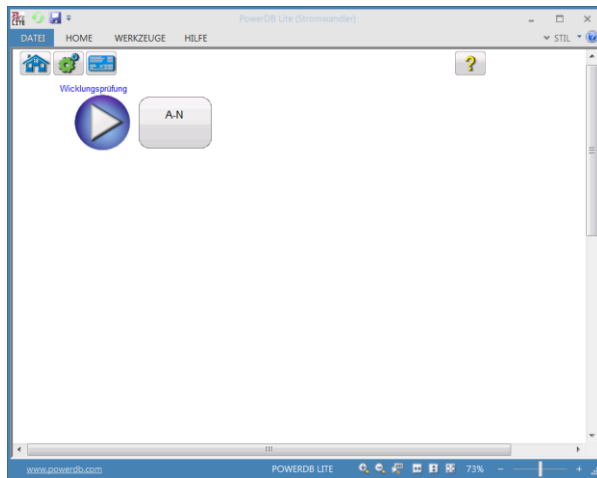 PowerDB Lite (Stromwandler)
DATEI HOME WERKZEUGE HILFE STIL
?
Wicklungsprüfung
A-N
www.powerdb.com POWERDB LITE 73%